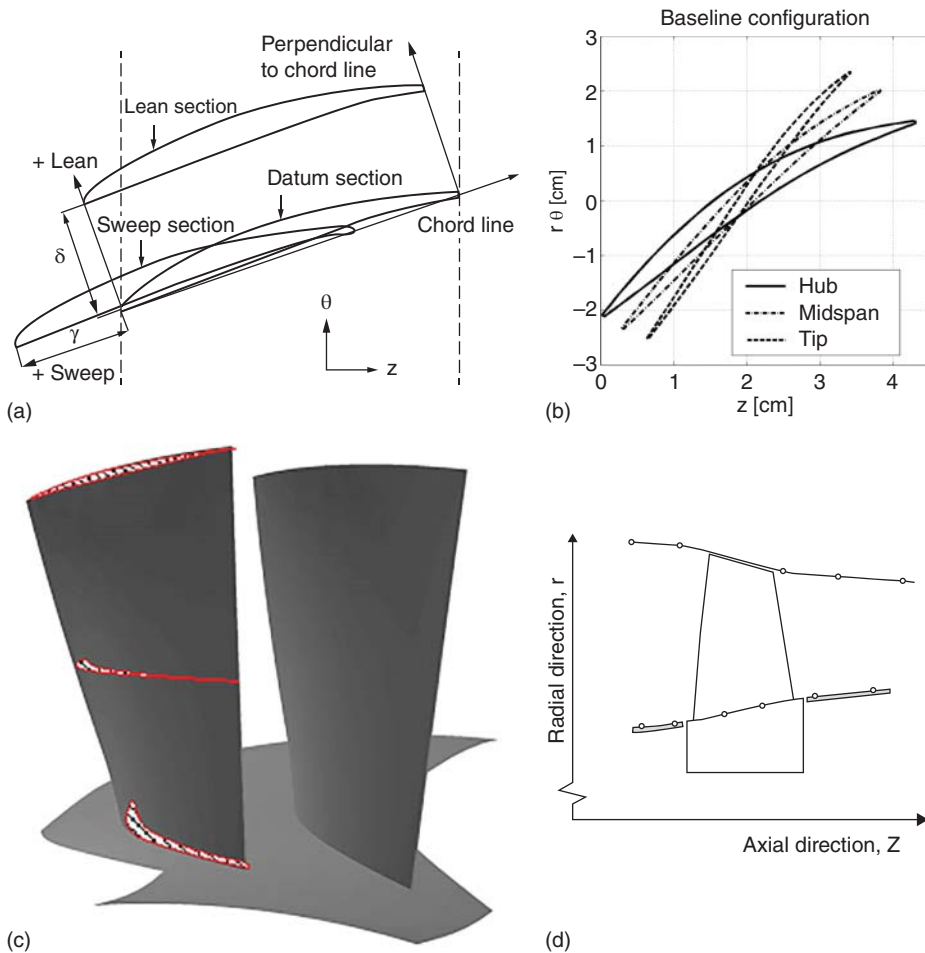 Perpendicular
to chord line
Lean section
+ Lean
Datum section
Sweep section
Chord line
δ
γ
θ
z
+ Sweep
(a)
Baseline configuration
3
2
1
0
−1
−2
−3
r θ [cm]
Hub
Midspan
Tip
0
1
2
3
4
z [cm]
(b)
(c)
Radial direction, r
Axial direction, Z
(d)